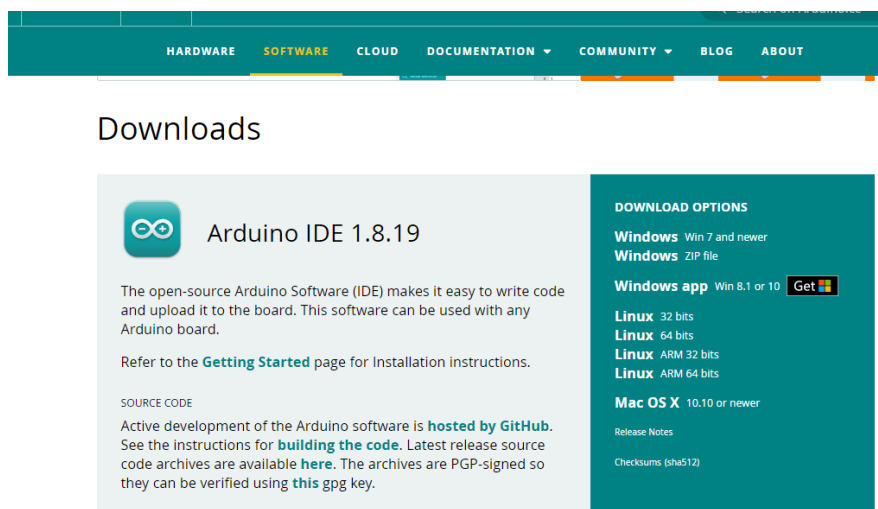 HARDWARE SOFTWARE CLOUD DOCUMENTATION COMMUNITY BLOG ABOUT
Downloads
Arduino IDE 1.8.19
The open-source Arduino Software (IDE) makes it easy to write code
and upload it to the board. This software can be used with any
Arduino board.
Refer to the Getting Started page for Installation instructions.
SOURCE CODE
Active development of the Arduino software is hosted by GitHub.
See the instructions for building the code. Latest release source
code archives are available here. The archives are PGP-signed so
they can be verified using this gpg key.
DOWNLOAD OPTIONS
Windows Win 7 and newer
Windows ZIP file
Windows app Win 8.1 or 10 Get
Linux 32 bits
Linux 64 bits
Linux ARM 32 bits
Linux ARM 64 bits
Mac OS X 10.10 or newer
Release Notes
Checksums (sha512)